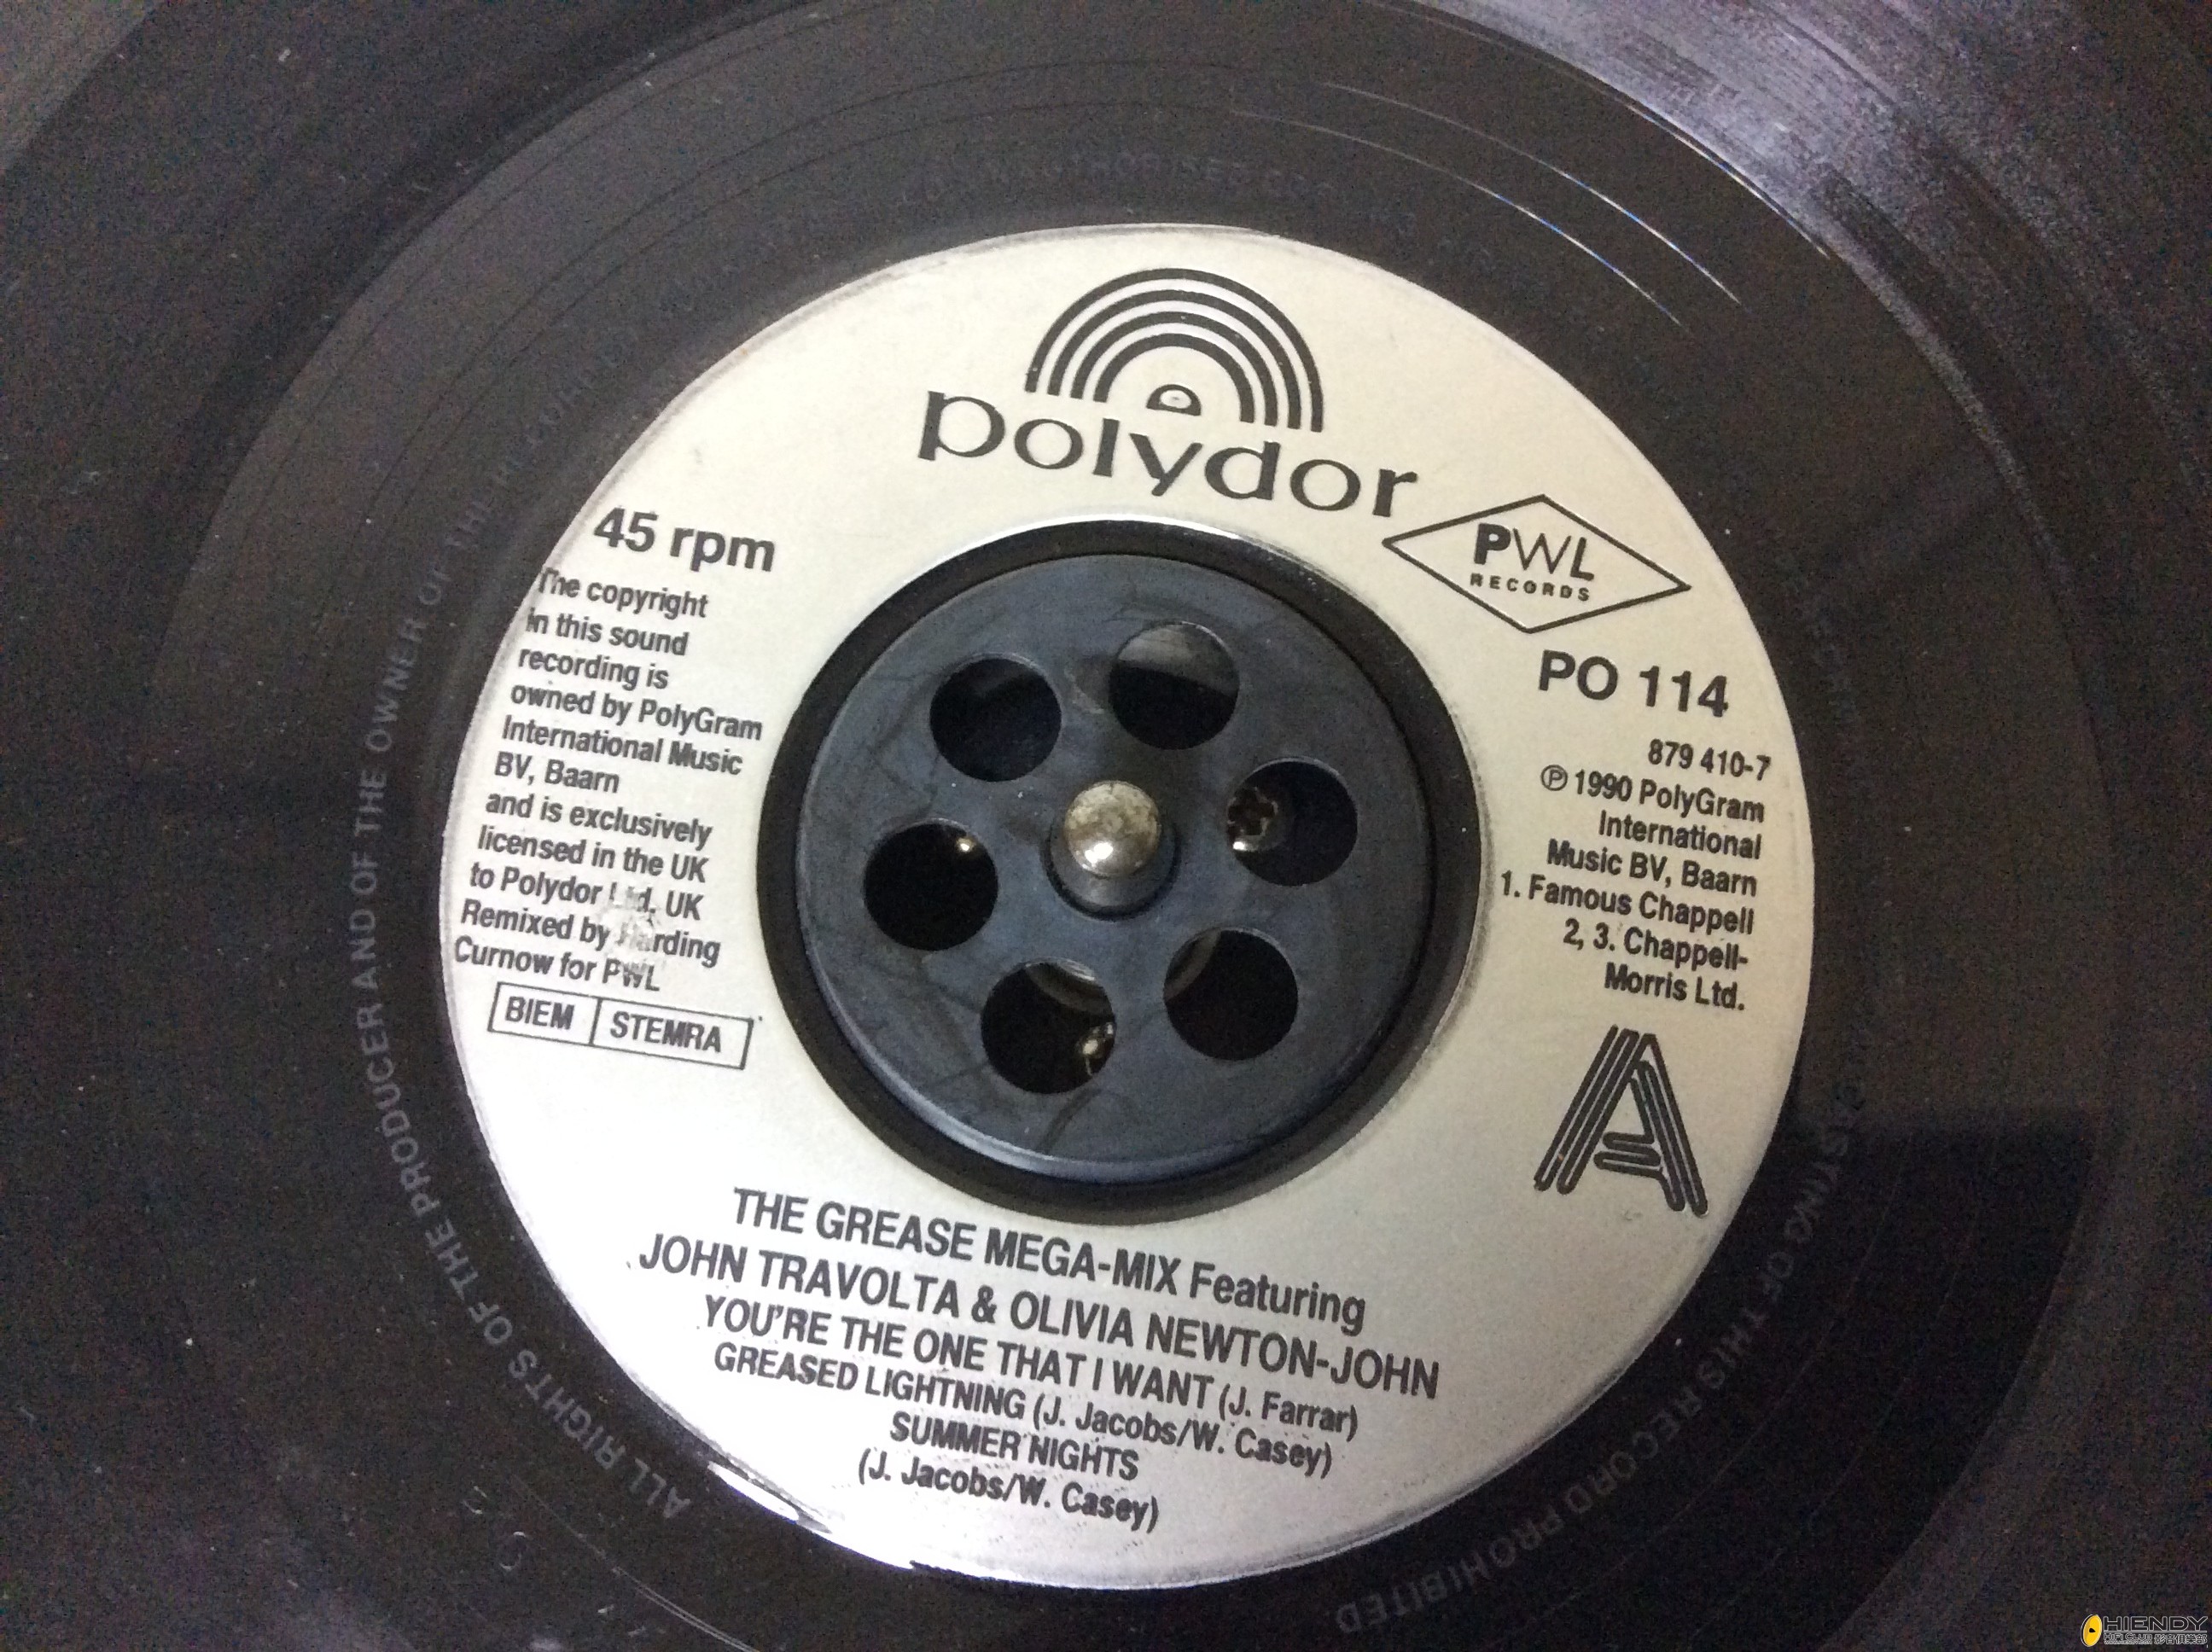 polydor
PWL
RECORDS
45 rpm
The copyright
in this sound
recording is
owned by PolyGram
International Music
BV, Baarn
and is exclusively
licensed in the UK
to Polydor Ltd, UK
Remixed by Harding
Curnow for PWL
BIEM STEMRA
PO 114
879 410-7
Ⓟ 1990 PolyGram
International
Music BV, Baarn
1. Famous Chappell
2, 3. Chappell-
Morris Ltd.
A
THE GREASE MEGA-MIX Featuring
JOHN TRAVOLTA & OLIVIA NEWTON-JOHN
YOU'RE THE ONE THAT I WANT (J. Farrar)
GREASED LIGHTNING (J. Jacobs/W. Casey)
SUMMER NIGHTS
(J. Jacobs/W. Casey)
ALL RIGHTS OF THE PRODUCER AND OF THE OWNER OF THE
OF THIS RECORD PROHIBITED
HIENDY